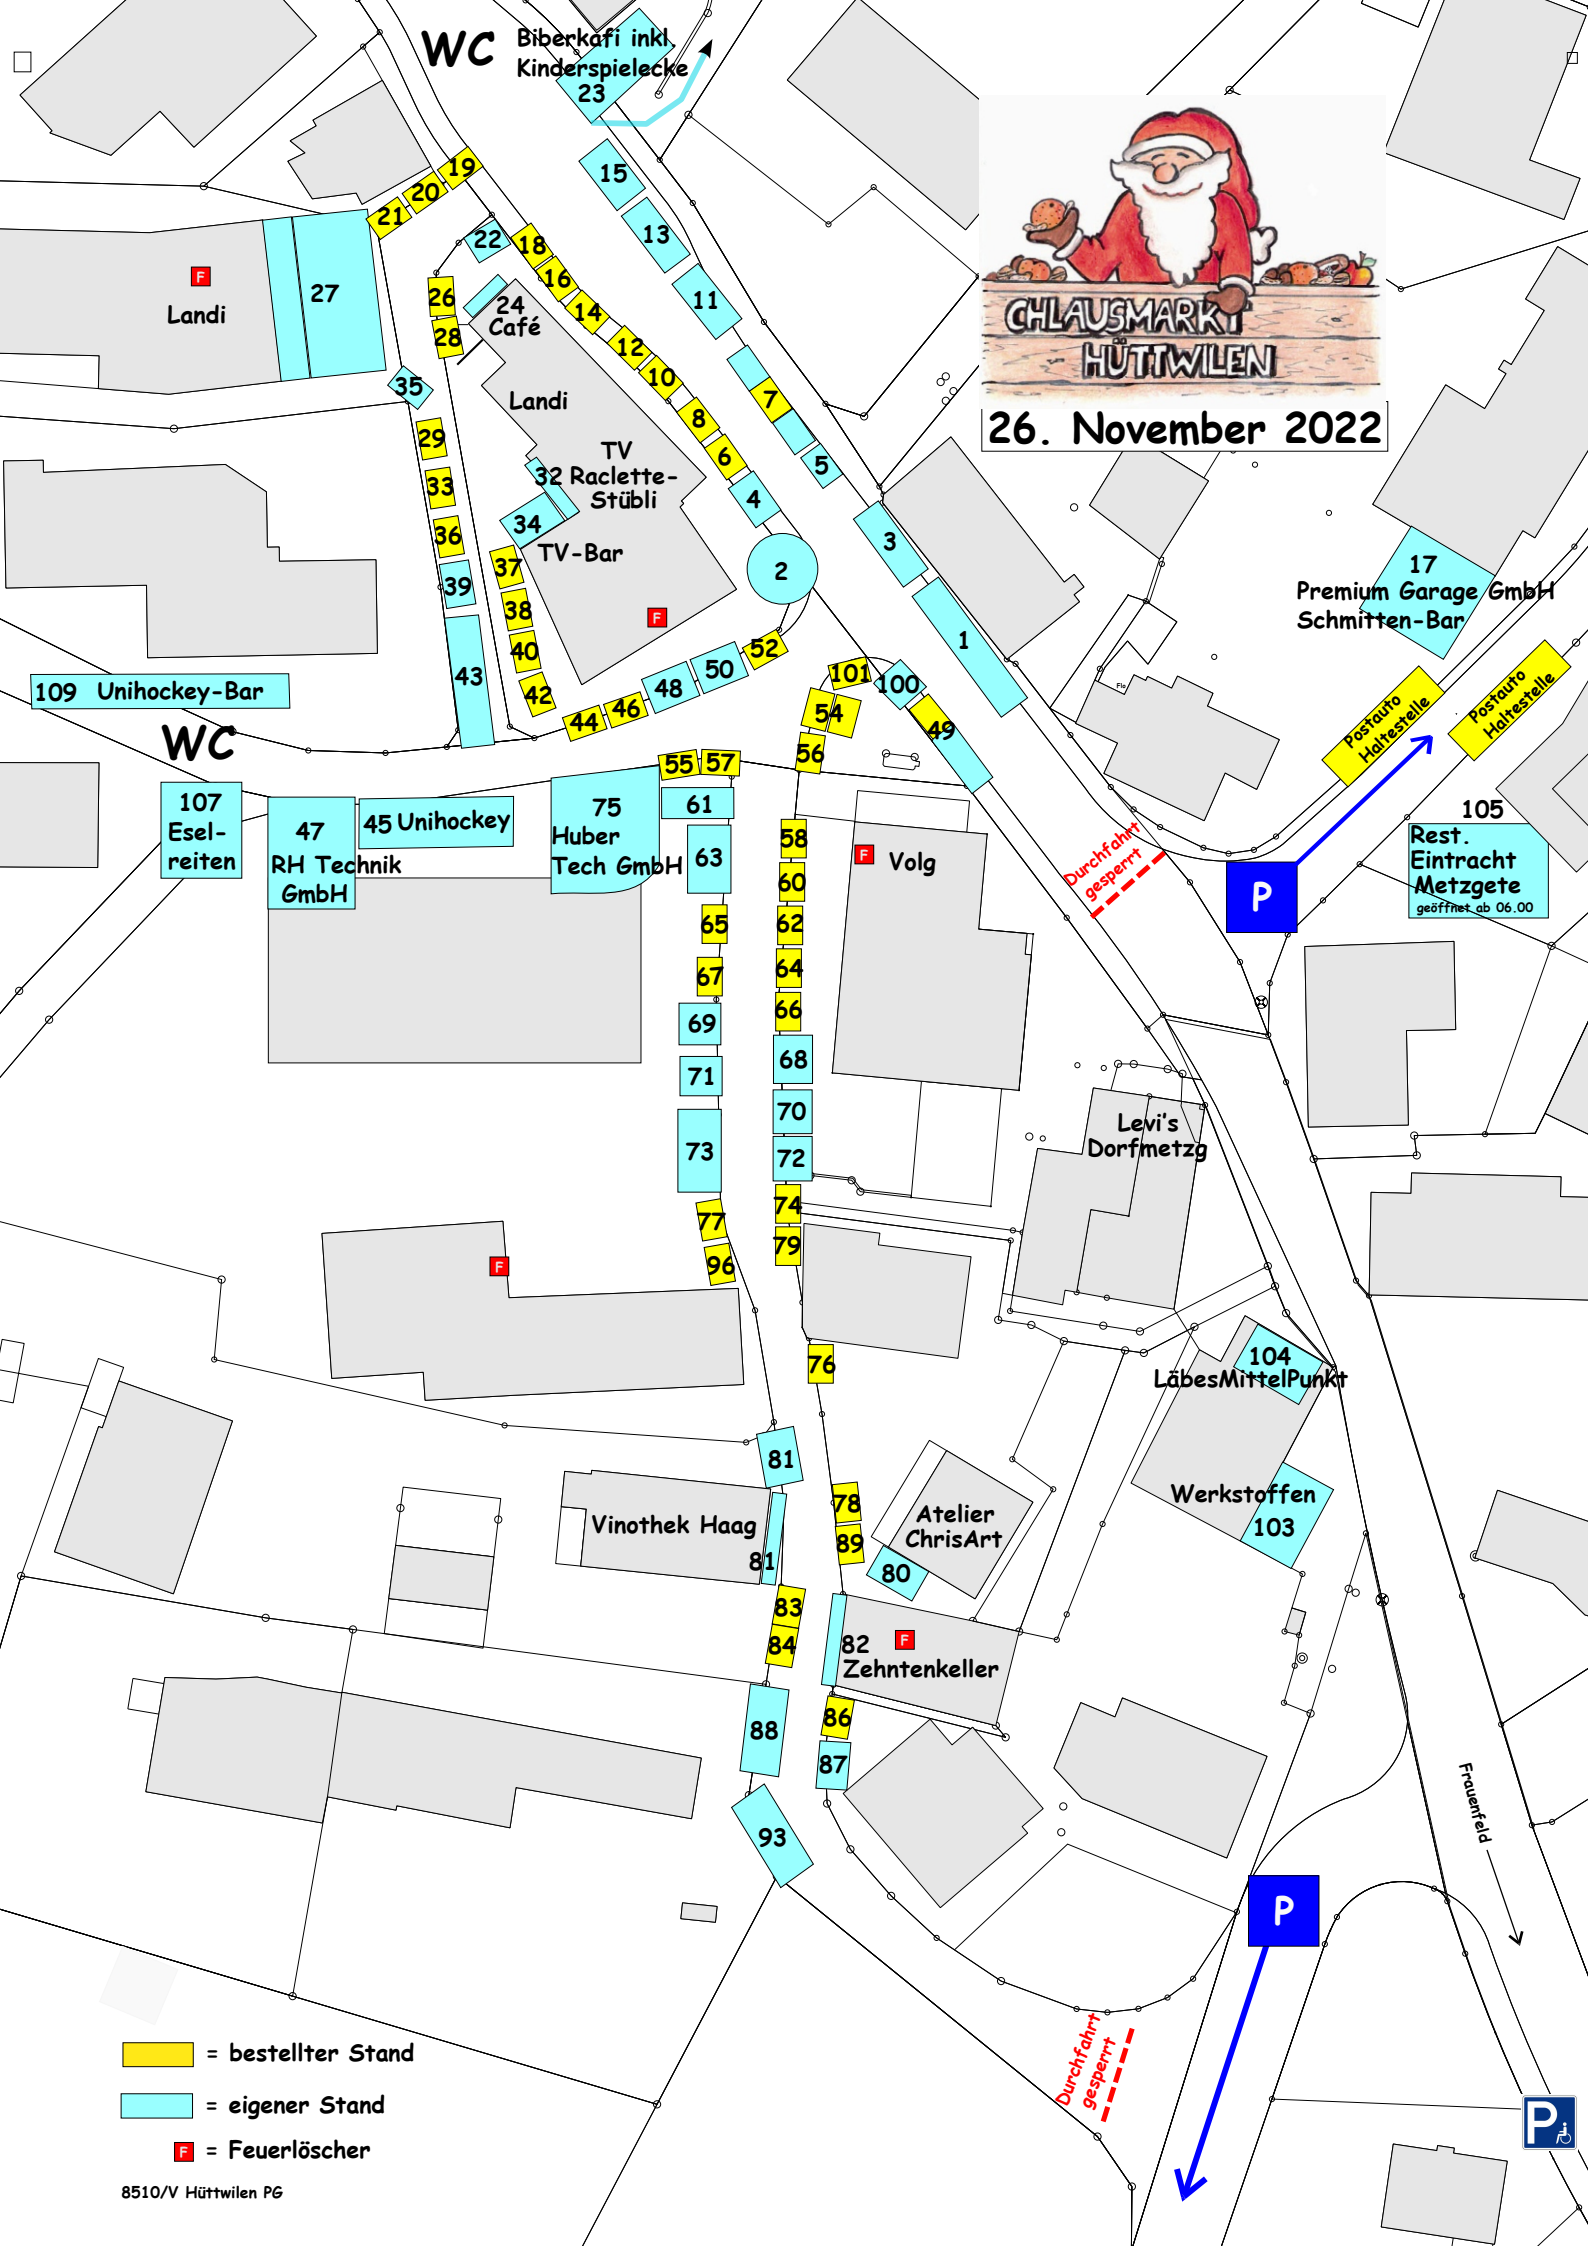 WC
Biberkafi inkl.
Kinderspielecke
23
15
13
11
19
20
21
22
18
16
14
12
10
8
6
4
2
7
5
3
1
CHLAUSMARKT
HÜTTWILEN
26. November 2022
F
Landi
27
26
28
24
Café
35
Landi
29
33
36
39
43
TV
32 Raclette-
Stübli
34
TV-Bar
37
38
40
42
F
44
46
48
50
52
17
Premium Garage GmbH
Schmitten-Bar
Postauto
Haltestelle
Postauto
Haltestelle
109 Unihockey-Bar
WC
101
100
54
56
49
55
57
107
Esel-
reiten
47
RH Technik
GmbH
45 Unihockey
75
Huber
Tech GmbH
61
63
65
67
69
71
73
77
96
58
60
62
64
66
68
70
72
74
79
76
F
Volg
Durchfahrt
gesperrt
P
105
Rest.
Eintracht
Metzgete
geöffnet ab 06.00
Levi's
Dorfmetzg
Flo
F
104
LäbesMittelPunkt
Werkstoffen
103
81
Vinothek Haag
81
78
89
Atelier
ChrisArt
80
83
84
82
F
Zehntenkeller
86
87
88
93
Frauenfeld
P
Durchfahrt
gesperrt
P
= bestellter Stand
= eigener Stand
F = Feuerlöscher
8510/V Hüttwilen PG